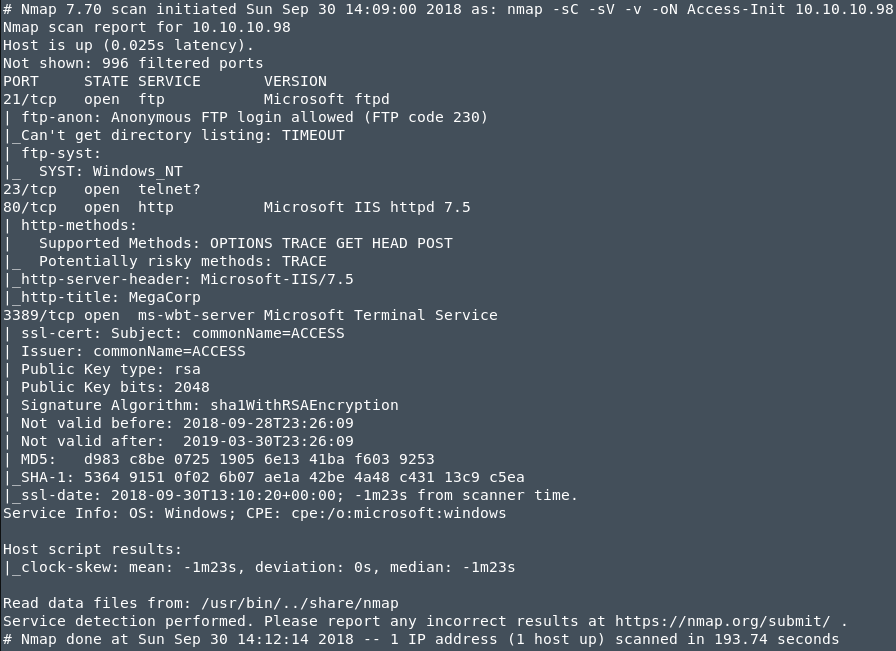 # Nmap 7.70 scan initiated Sun Sep 30 14:09:00 2018 as: nmap -sC -sV -v -oN Access-Init 10.10.10.98
Nmap scan report for 10.10.10.98
Host is up (0.025s latency).
Not shown: 996 filtered ports
PORT     STATE SERVICE       VERSION
21/tcp   open  ftp           Microsoft ftpd
| ftp-anon: Anonymous FTP login allowed (FTP code 230)
|_Can't get directory listing: TIMEOUT
| ftp-syst:
|_  SYST: Windows_NT
23/tcp   open  telnet?
80/tcp   open  http          Microsoft IIS httpd 7.5
| http-methods:
|   Supported Methods: OPTIONS TRACE GET HEAD POST
|_  Potentially risky methods: TRACE
|_http-server-header: Microsoft-IIS/7.5
|_http-title: MegaCorp
3389/tcp open  ms-wbt-server Microsoft Terminal Service
| ssl-cert: Subject: commonName=ACCESS
| Issuer: commonName=ACCESS
| Public Key type: rsa
| Public Key bits: 2048
| Signature Algorithm: sha1WithRSAEncryption
| Not valid before: 2018-09-28T23:26:09
| Not valid after:  2019-03-30T23:26:09
| MD5:   d983 c8be 0725 1905 6e13 41ba f603 9253
|_SHA-1: 5364 9151 0f02 6b07 ae1a 42be 4a48 c431 13c9 c5ea
|_ssl-date: 2018-09-30T13:10:20+00:00; -1m23s from scanner time.
Service Info: OS: Windows; CPE: cpe:/o:microsoft:windows

Host script results:
|_clock-skew: mean: -1m23s, deviation: 0s, median: -1m23s

Read data files from: /usr/bin/../share/nmap
Service detection performed. Please report any incorrect results at https://nmap.org/submit/ .
# Nmap done at Sun Sep 30 14:12:14 2018 -- 1 IP address (1 host up) scanned in 193.74 seconds